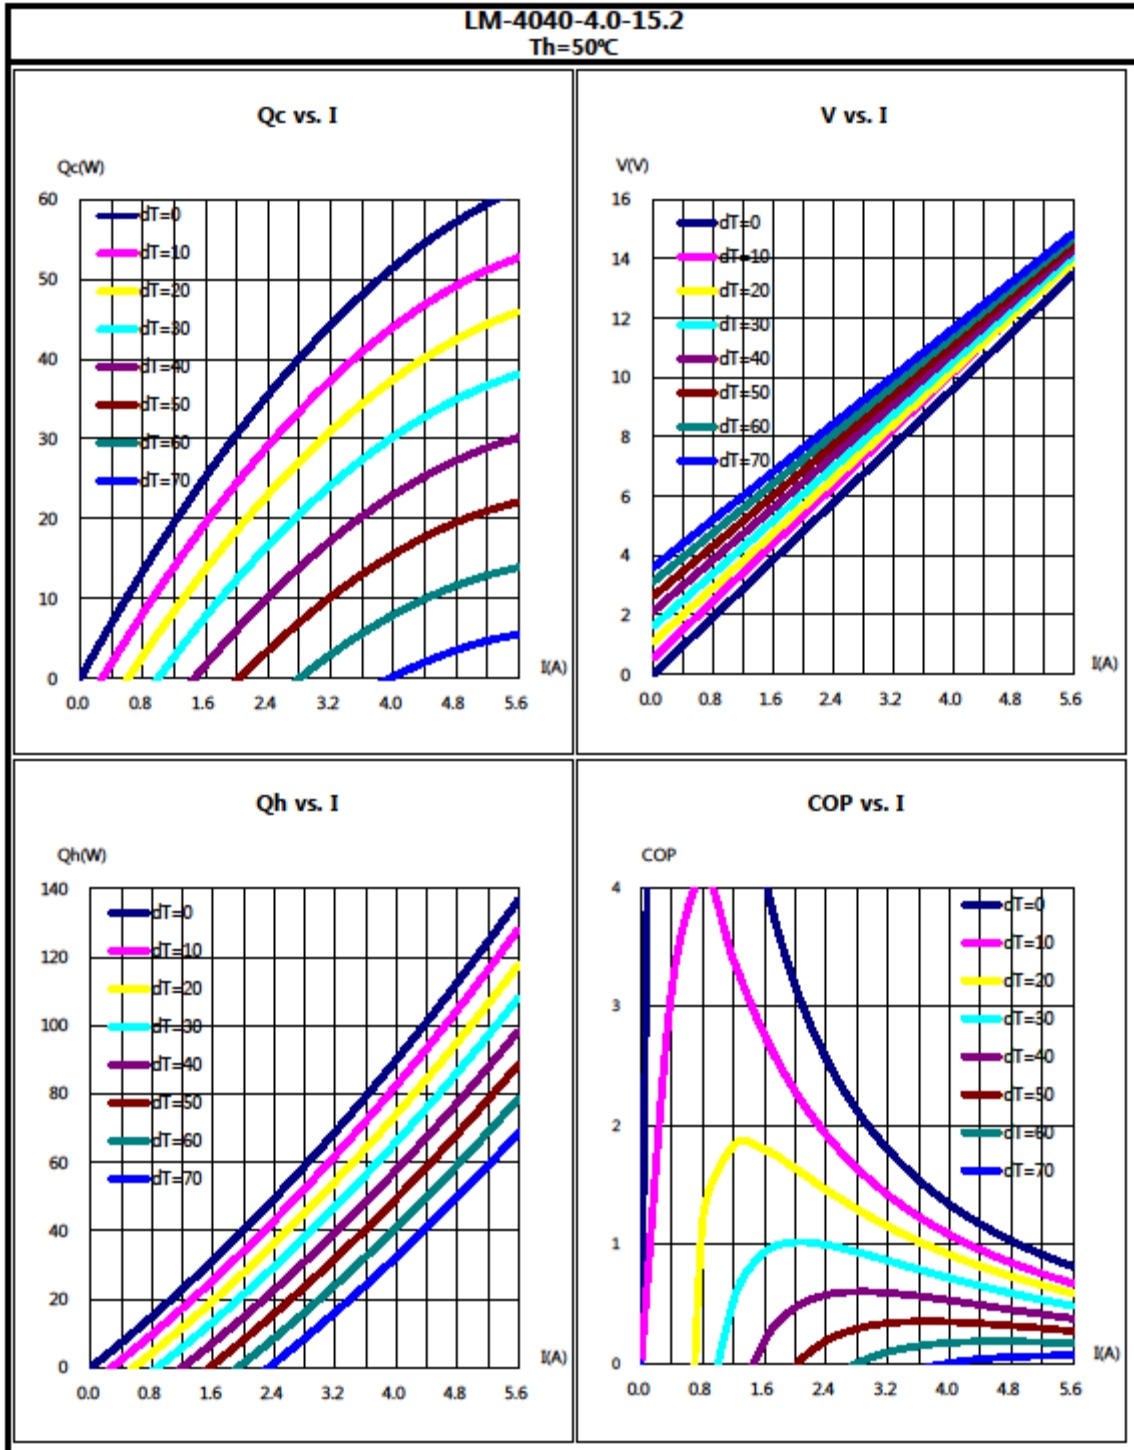 LM-4040-4.0-15.2
Th=50℃
Qc vs. I
Qc(W)
60
50
40
30
20
10
0
dT=0
dT=10
dT=20
dT=30
dT=40
dT=50
dT=60
dT=70
I(A)
0.0 0.8 1.6 2.4 3.2 4.0 4.8 5.6
V vs. I
V(V)
16
14
12
10
8
6
4
2
0
dT=0
dT=10
dT=20
dT=30
dT=40
dT=50
dT=60
dT=70
I(A)
0.0 0.8 1.6 2.4 3.2 4.0 4.8 5.6
Qh vs. I
Qh(W)
140
120
100
80
60
40
20
0
dT=0
dT=10
dT=20
dT=30
dT=40
dT=50
dT=60
dT=70
I(A)
0.0 0.8 1.6 2.4 3.2 4.0 4.8 5.6
COP vs. I
COP
4
3
2
1
0
dT=0
dT=10
dT=20
dT=30
dT=40
dT=50
dT=60
dT=70
I(A)
0.0 0.8 1.6 2.4 3.2 4.0 4.8 5.6